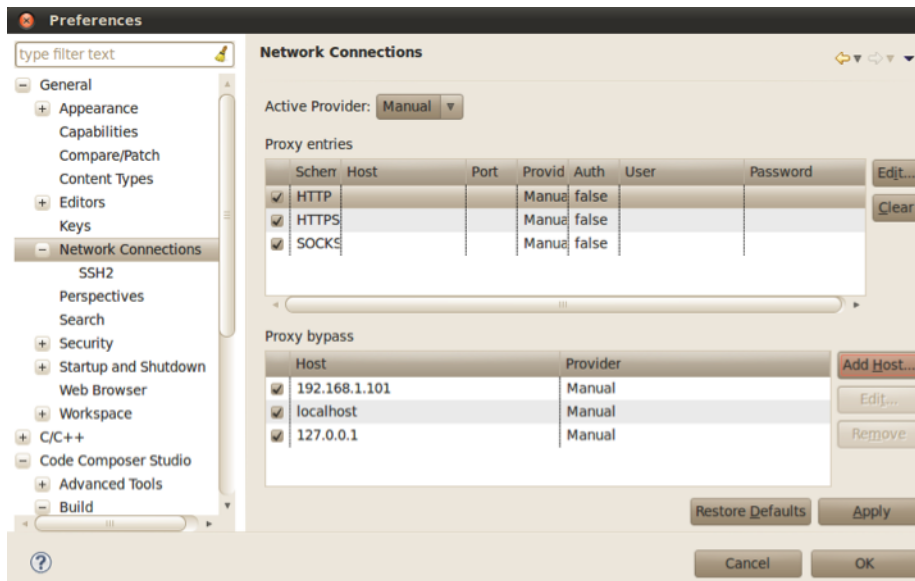 Preferences
type filter text
General
Appearance
Capabilities
Compare/Patch
Content Types
Editors
Keys
Network Connections
SSH2
Perspectives
Search
Security
Startup and Shutdown
Web Browser
Workspace
C/C++
Code Composer Studio
Advanced Tools
Build
Network Connections
Active Provider: Manual
Proxy entries
Schem Host Port Provid Auth User Password
HTTP Manua false
HTTPS Manua false
SOCKS Manua false
Edit...
Clear
Proxy bypass
Host Provider
192.168.1.101 Manual
localhost Manual
127.0.0.1 Manual
Add Host...
Edit...
Remove
Restore Defaults Apply
? Cancel OK